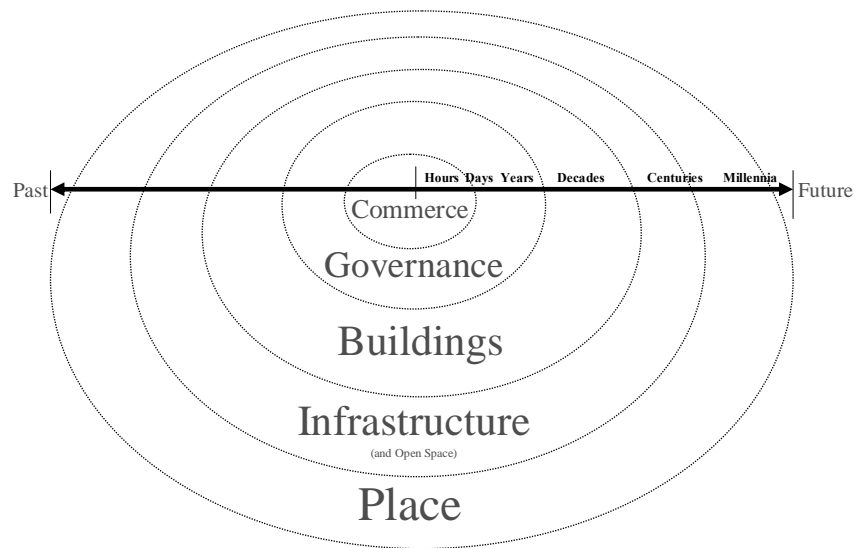 Hours Days Years Decades Centuries Millennia
Past Future
Commerce
Governance
Buildings
Infrastructure
(and Open Space)
Place